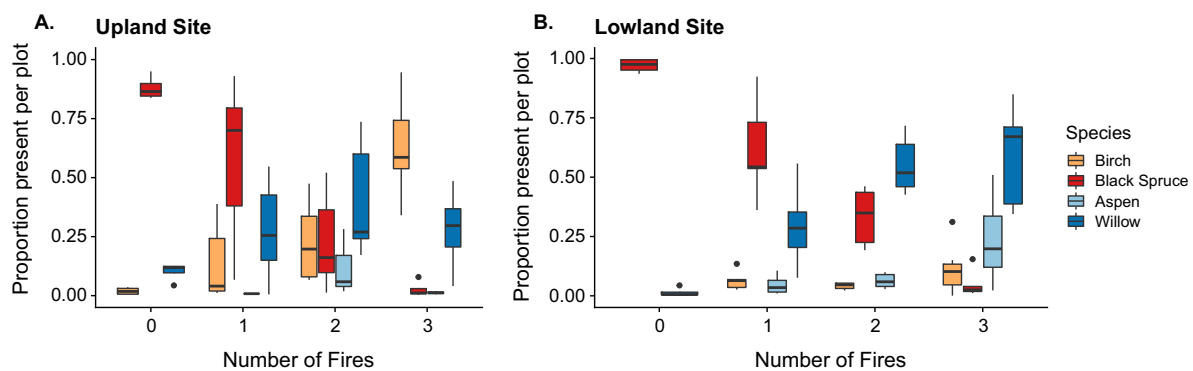 A. Upland Site
Proportion present per plot
1.00
0.75
0.50
0.25
0.00
0 1 2 3
Number of Fires
B. Lowland Site
Proportion present per plot
1.00
0.75
0.50
0.25
0.00
0 1 2 3
Number of Fires
Species
Birch
Black Spruce
Aspen
Willow